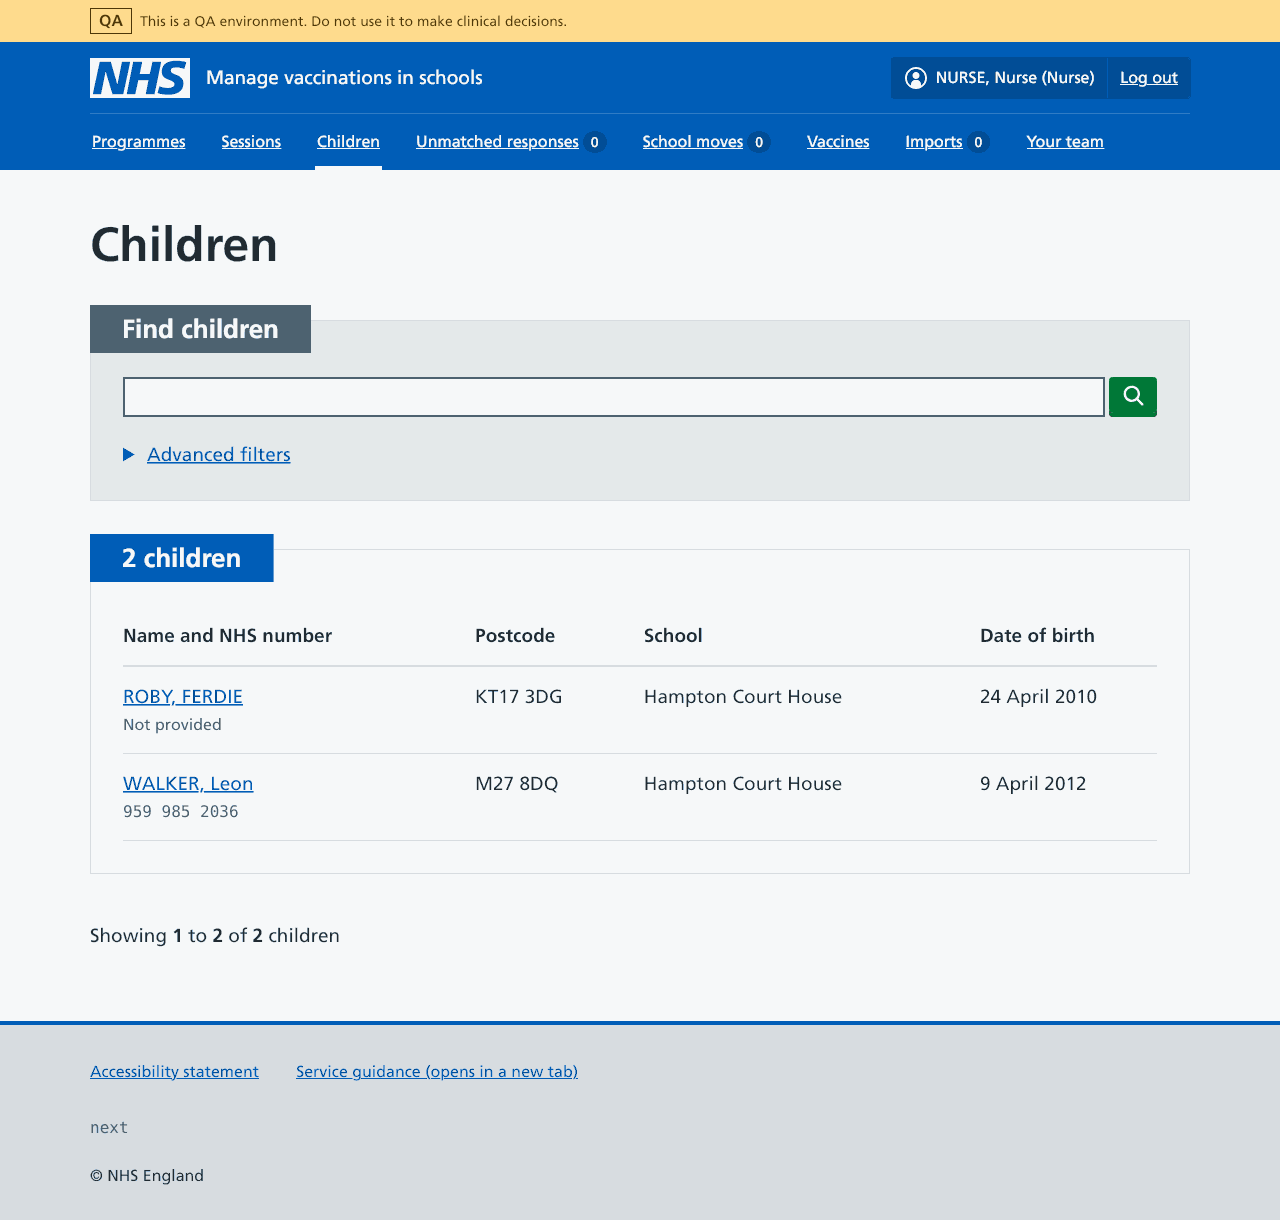 QA This is a QA environment. Do not use it to make clinical decisions.
NHS Manage vaccinations in schools NURSE, Nurse (Nurse) Log out
Programmes Sessions Children Unmatched responses 0 School moves 0 Vaccines Imports 0 Your team
Children
Find children
Advanced filters
2 children
Name and NHS number Postcode School Date of birth
ROBY, FERDIE KT17 3DG Hampton Court House 24 April 2010
Not provided
WALKER, Leon M27 8DQ Hampton Court House 9 April 2012
959 985 2036
Showing 1 to 2 of 2 children
Accessibility statement Service guidance (opens in a new tab)
next
© NHS England